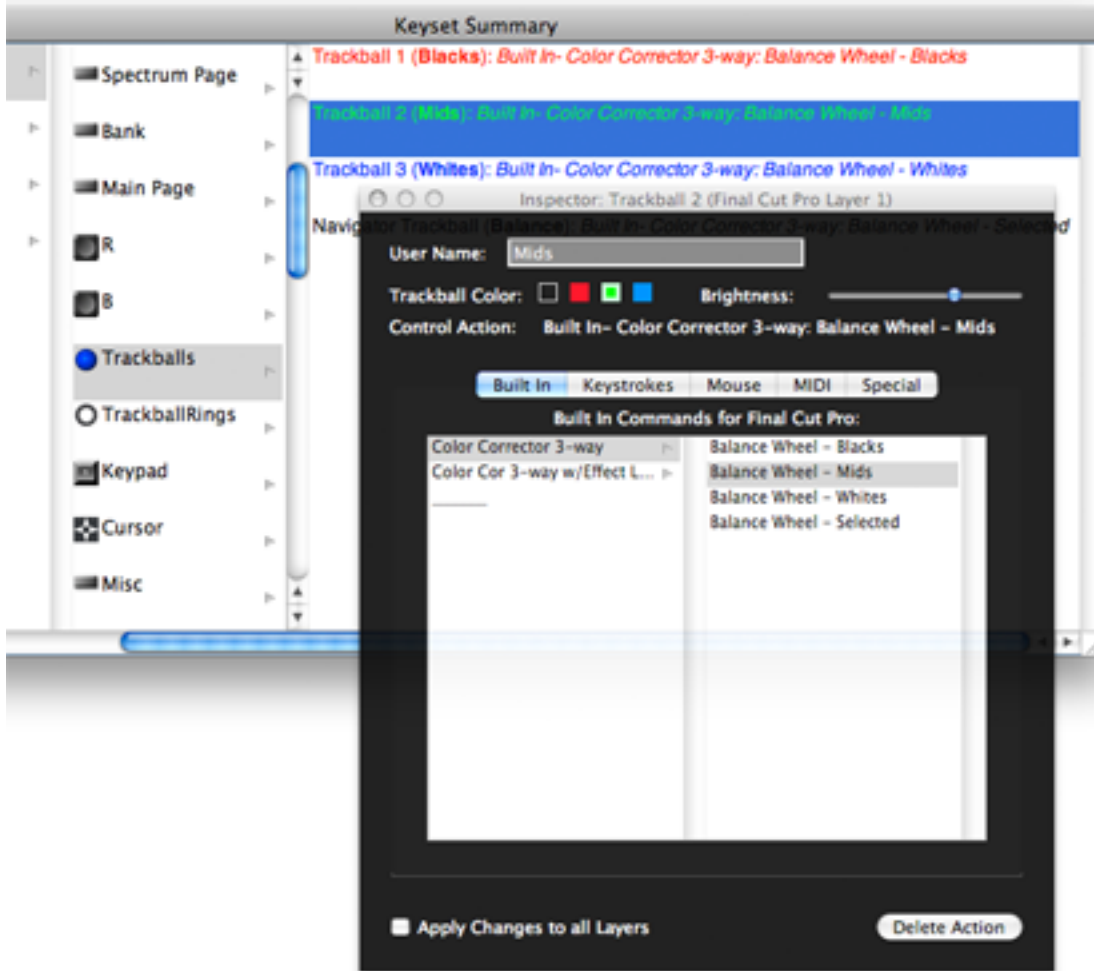 Keyset Summary
Spectrum Page
Bank
Main Page
R
B
Trackballs
TrackballRings
Keypad
Cursor
Misc
Trackball 1 (Blacks): Built In- Color Corrector 3-way: Balance Wheel - Blacks
Trackball 2 (Mids): Built In- Color Corrector 3-way: Balance Wheel - Mids
Trackball 3 (Whites): Built In- Color Corrector 3-way: Balance Wheel - Whites
Navigator Trackball (Balance): Built In- Color Corrector 3-way: Balance Wheel - Selected
Inspector: Trackball 2 (Final Cut Pro Layer 1)
User Name: Mids
Trackball Color: Brightness:
Control Action: Built In- Color Corrector 3-way: Balance Wheel - Mids
Built In Keystrokes Mouse MIDI Special
Built In Commands for Final Cut Pro:
Color Corrector 3-way
Color Cor 3-way w/Effect L...
Balance Wheel - Blacks
Balance Wheel - Mids
Balance Wheel - Whites
Balance Wheel - Selected
Apply Changes to all Layers
Delete Action